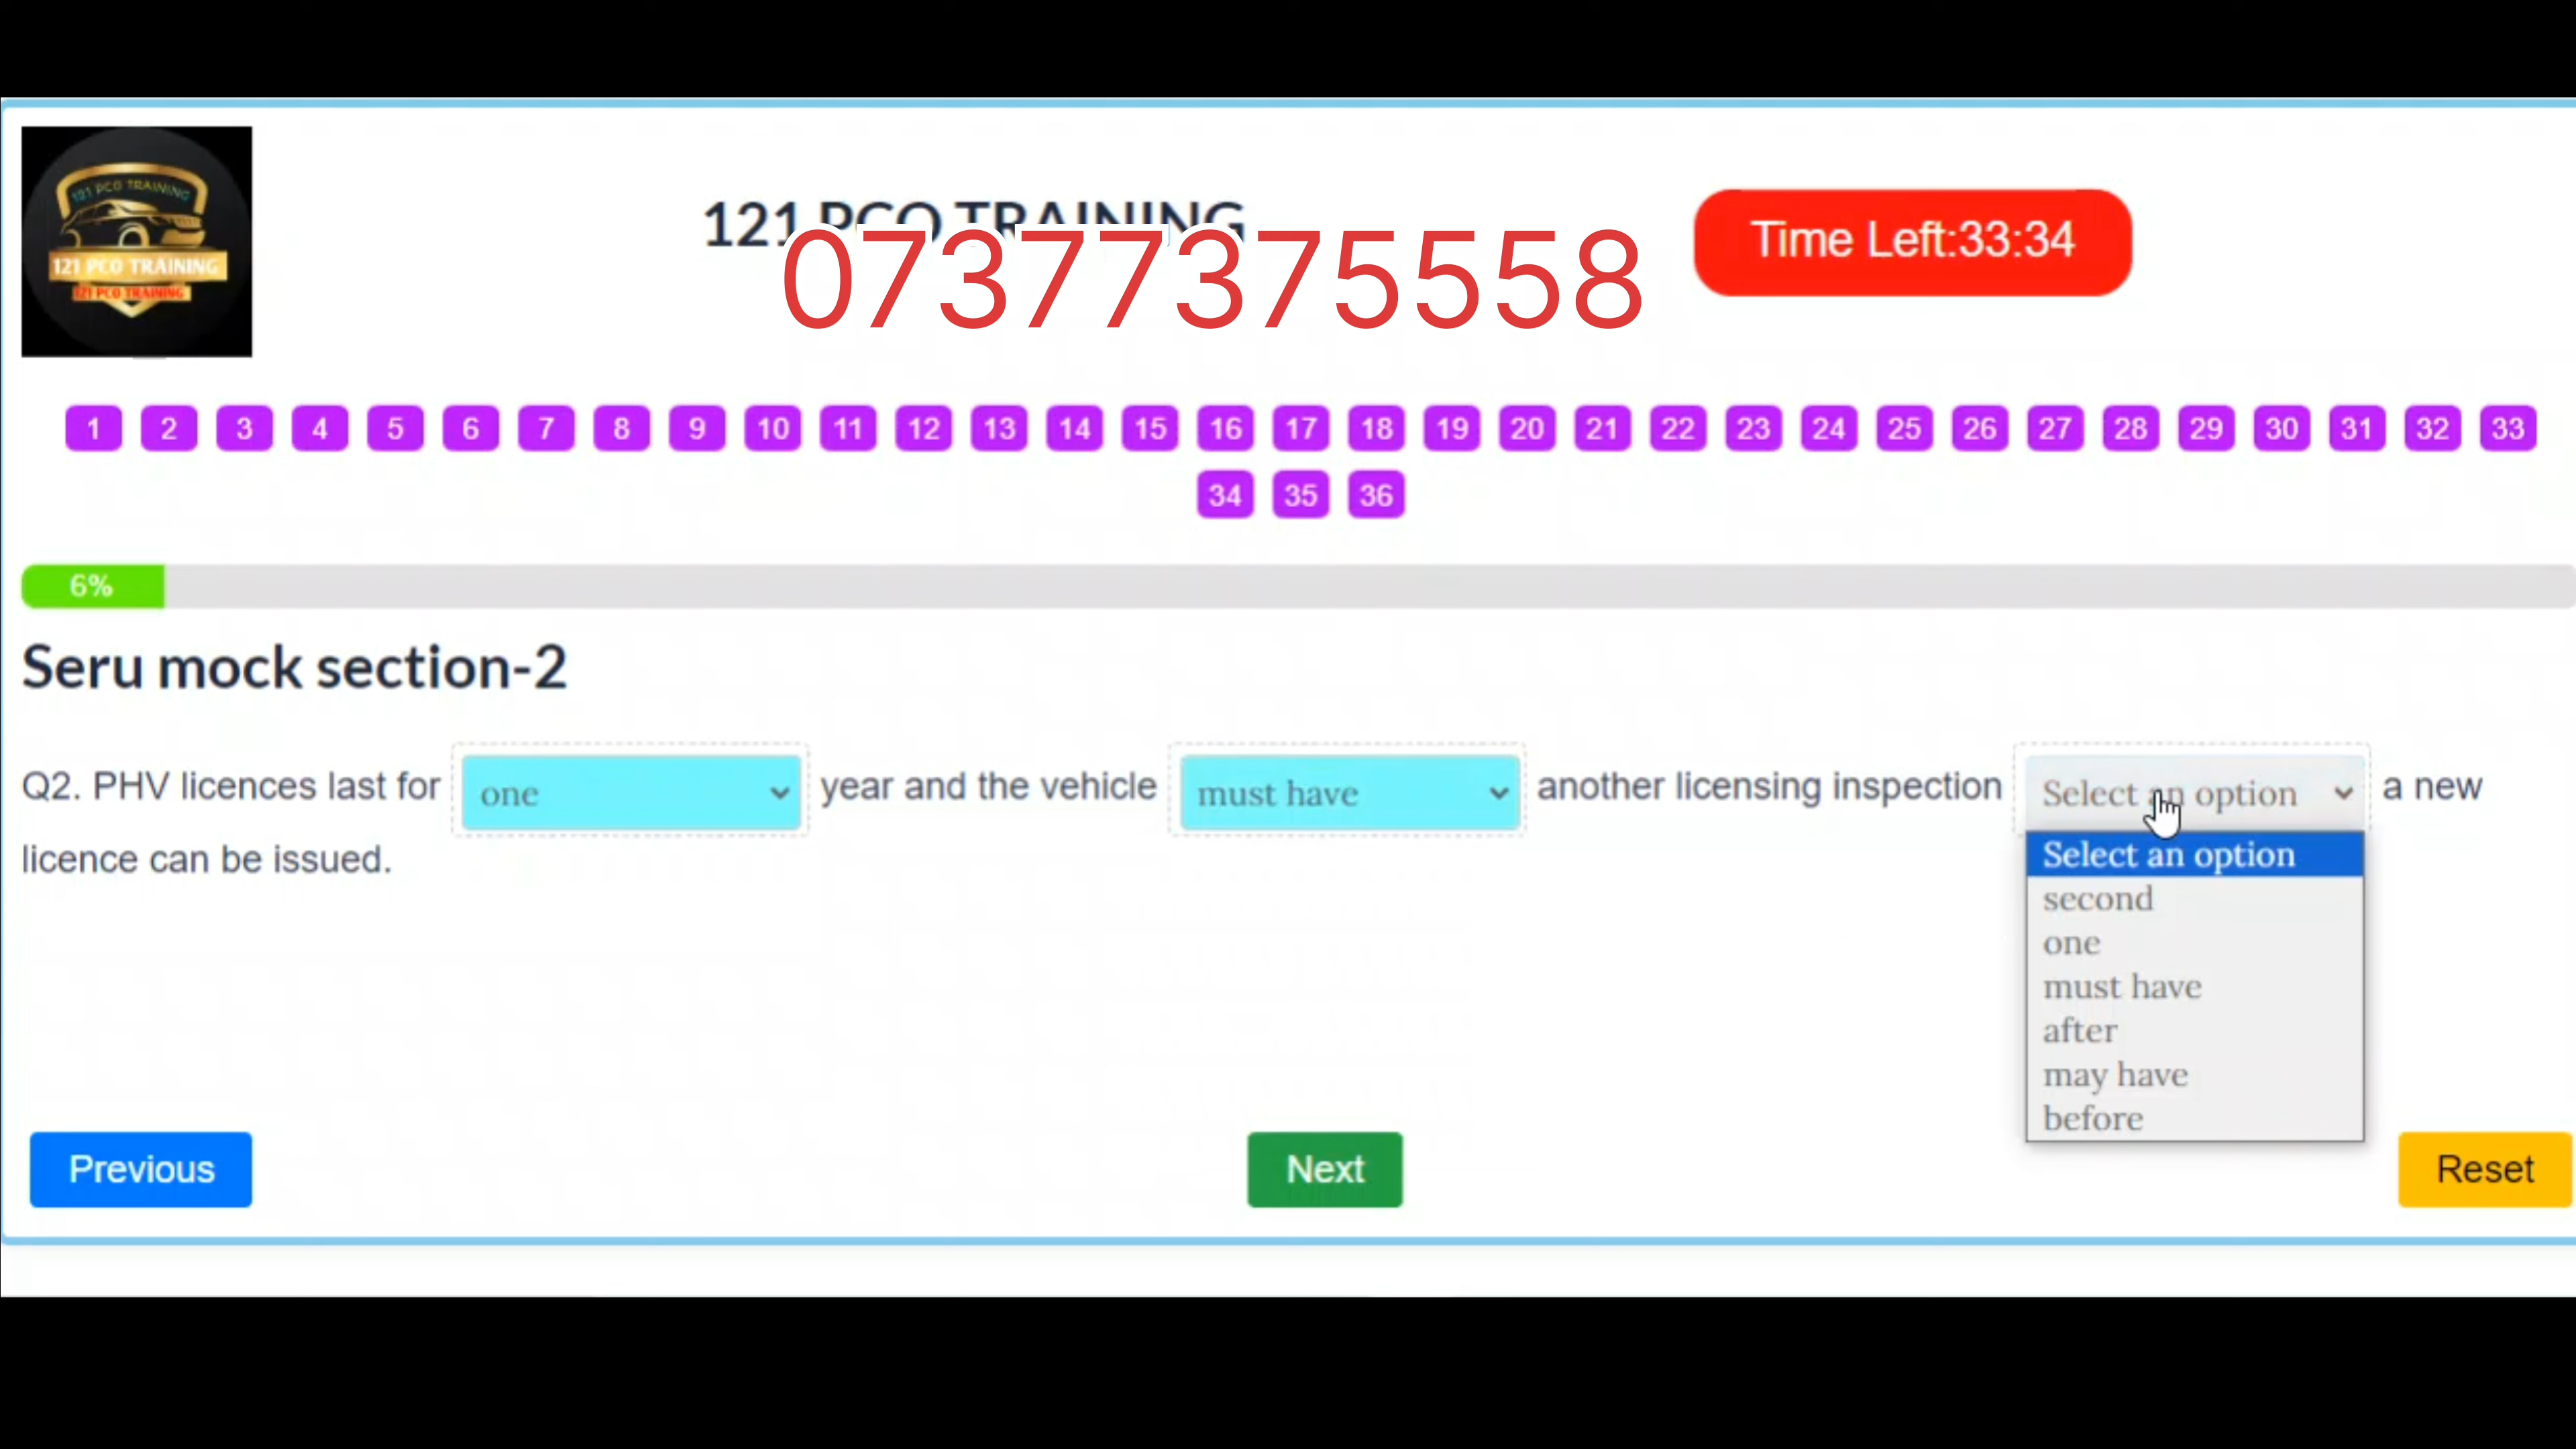 121 PCO TRAINING
121 PCO TRAINING
121 PCO TRAINING
121 PCO TRAINING
07377375558
Time Left:33:34
1 2 3 4 5 6 7 8 9 10 11 12 13 14 15 16 17 18 19 20 21 22 23 24 25 26 27 28 29 30 31 32 33
34 35 36
6%
Seru mock section-2
Q2. PHV licences last for one year and the vehicle must have another licensing inspection Select an option a new
licence can be issued.
Select an option
second
one
must have
after
may have
before
Previous
Next
Reset